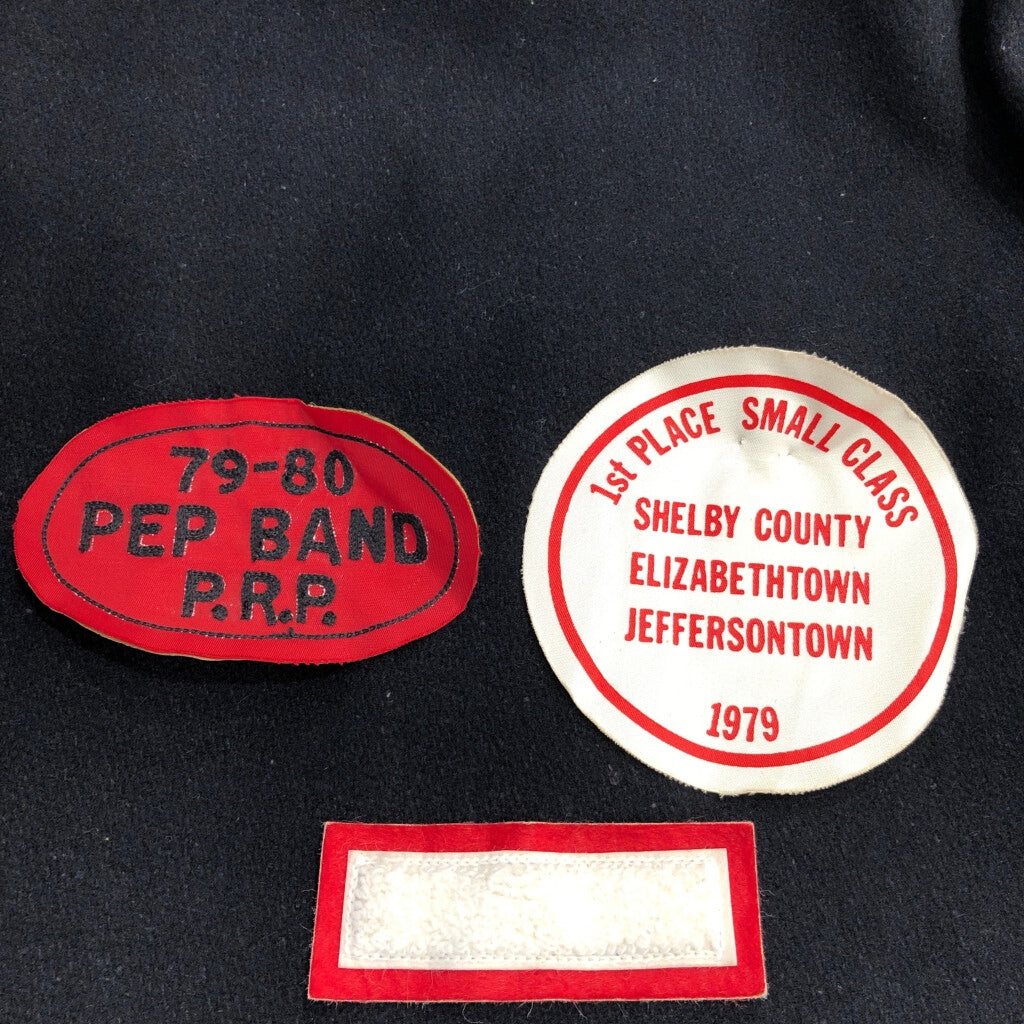 79-80
PEP BAND
P.R.P.
1st PLACE SMALL CLASS
SHELBY COUNTY
ELIZABETHTOWN
JEFFERSONTOWN
1979